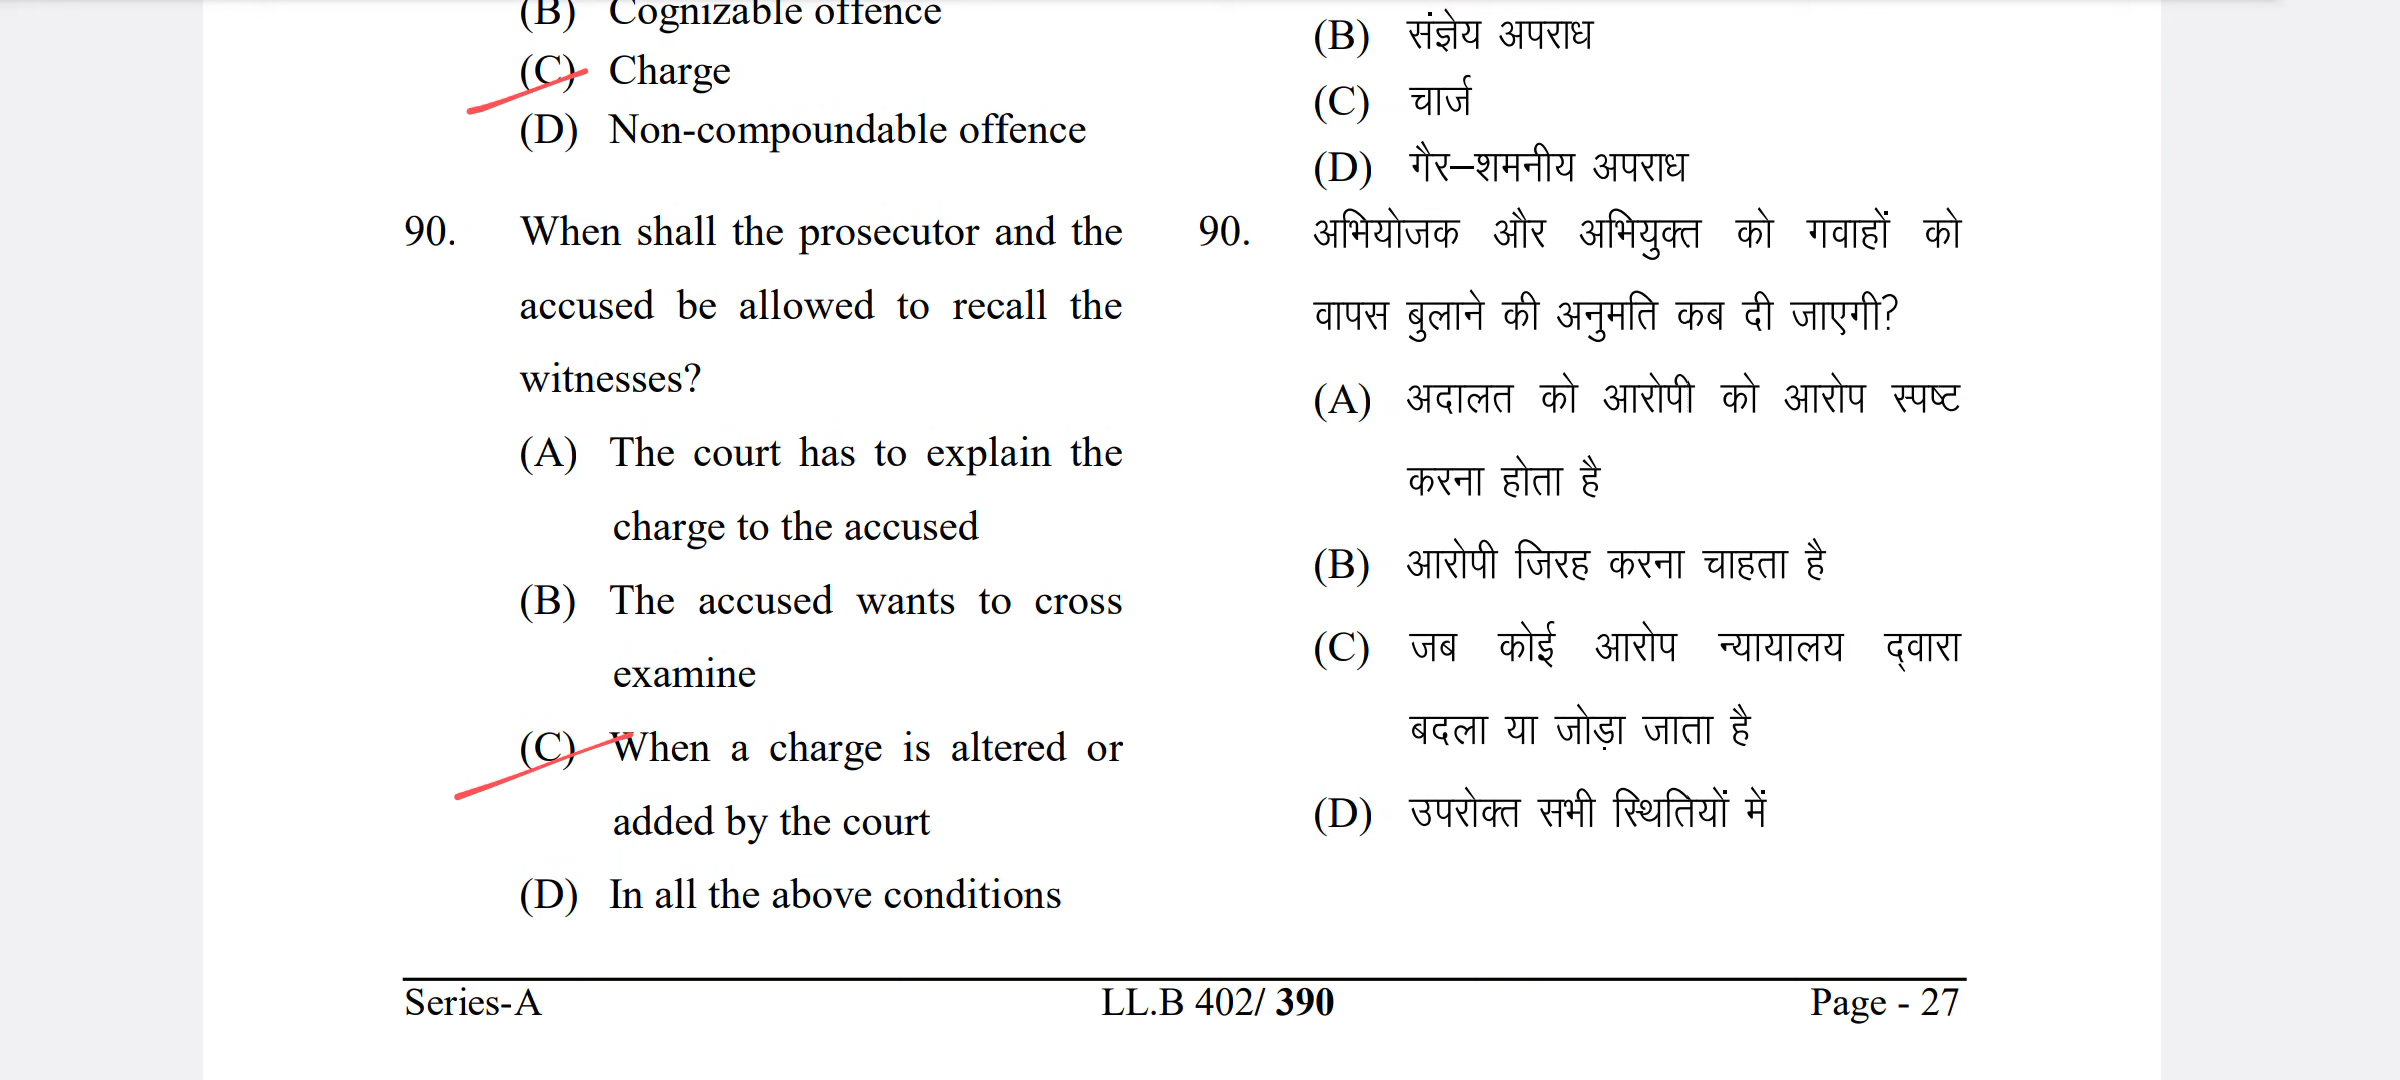 (B) Cognizable offence
(C) Charge
(D) Non-compoundable offence
90. When shall the prosecutor and the
accused be allowed to recall the
witnesses?
(A) The court has to explain the
charge to the accused
(B) The accused wants to cross
examine
(C) When a charge is altered or
added by the court
(D) In all the above conditions
(B) संज्ञेय अपराध
(C) चार्ज
(D) गैर–शमनीय अपराध
90. अभियोजक और अभियुक्त को गवाहों को
वापस बुलाने की अनुमति कब दी जाएगी?
(A) अदालत को आरोपी को आरोप स्पष्ट
करना होता है
(B) आरोपी जिरह करना चाहता है
(C) जब कोई आरोप न्यायालय द्वारा
बदला या जोड़ा जाता है
(D) उपरोक्त सभी स्थितियों में
Series-A LL.B 402/ 390 Page - 27